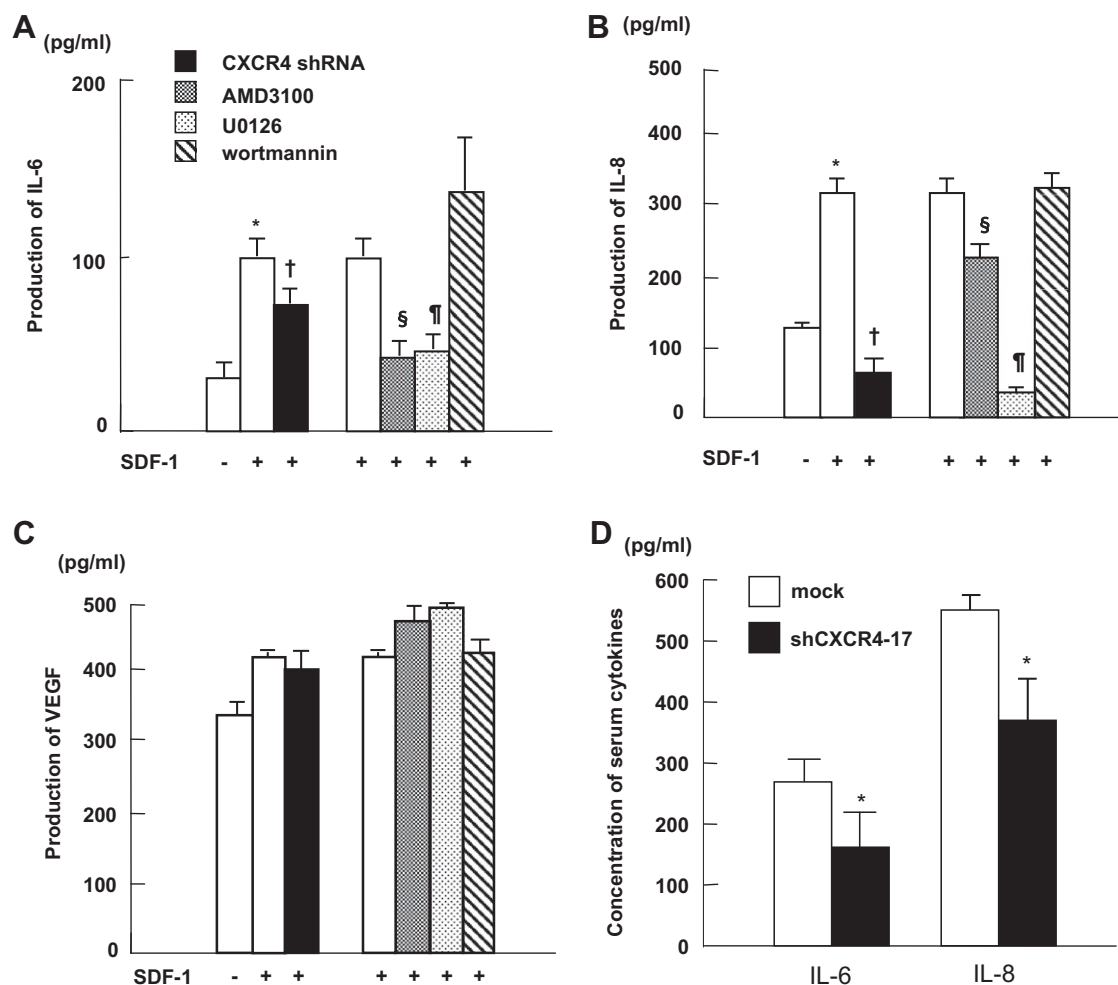 A (pg/ml)
200
100
0
Production of IL-6
CXCR4 shRNA
AMD3100
U0126
wortmannin
*
†
§
¶
SDF-1 - + + + + + +
B (pg/ml)
500
400
300
200
100
0
Production of IL-8
*
†
§
¶
SDF-1 - + + + + + +
C
(pg/ml)
500
400
300
200
100
0
Production of VEGF
SDF-1 - + + + + + +
D (pg/ml)
600
500
400
300
200
100
0
Concentration of serum cytokines
mock
shCXCR4-17
*
*
IL-6 IL-8